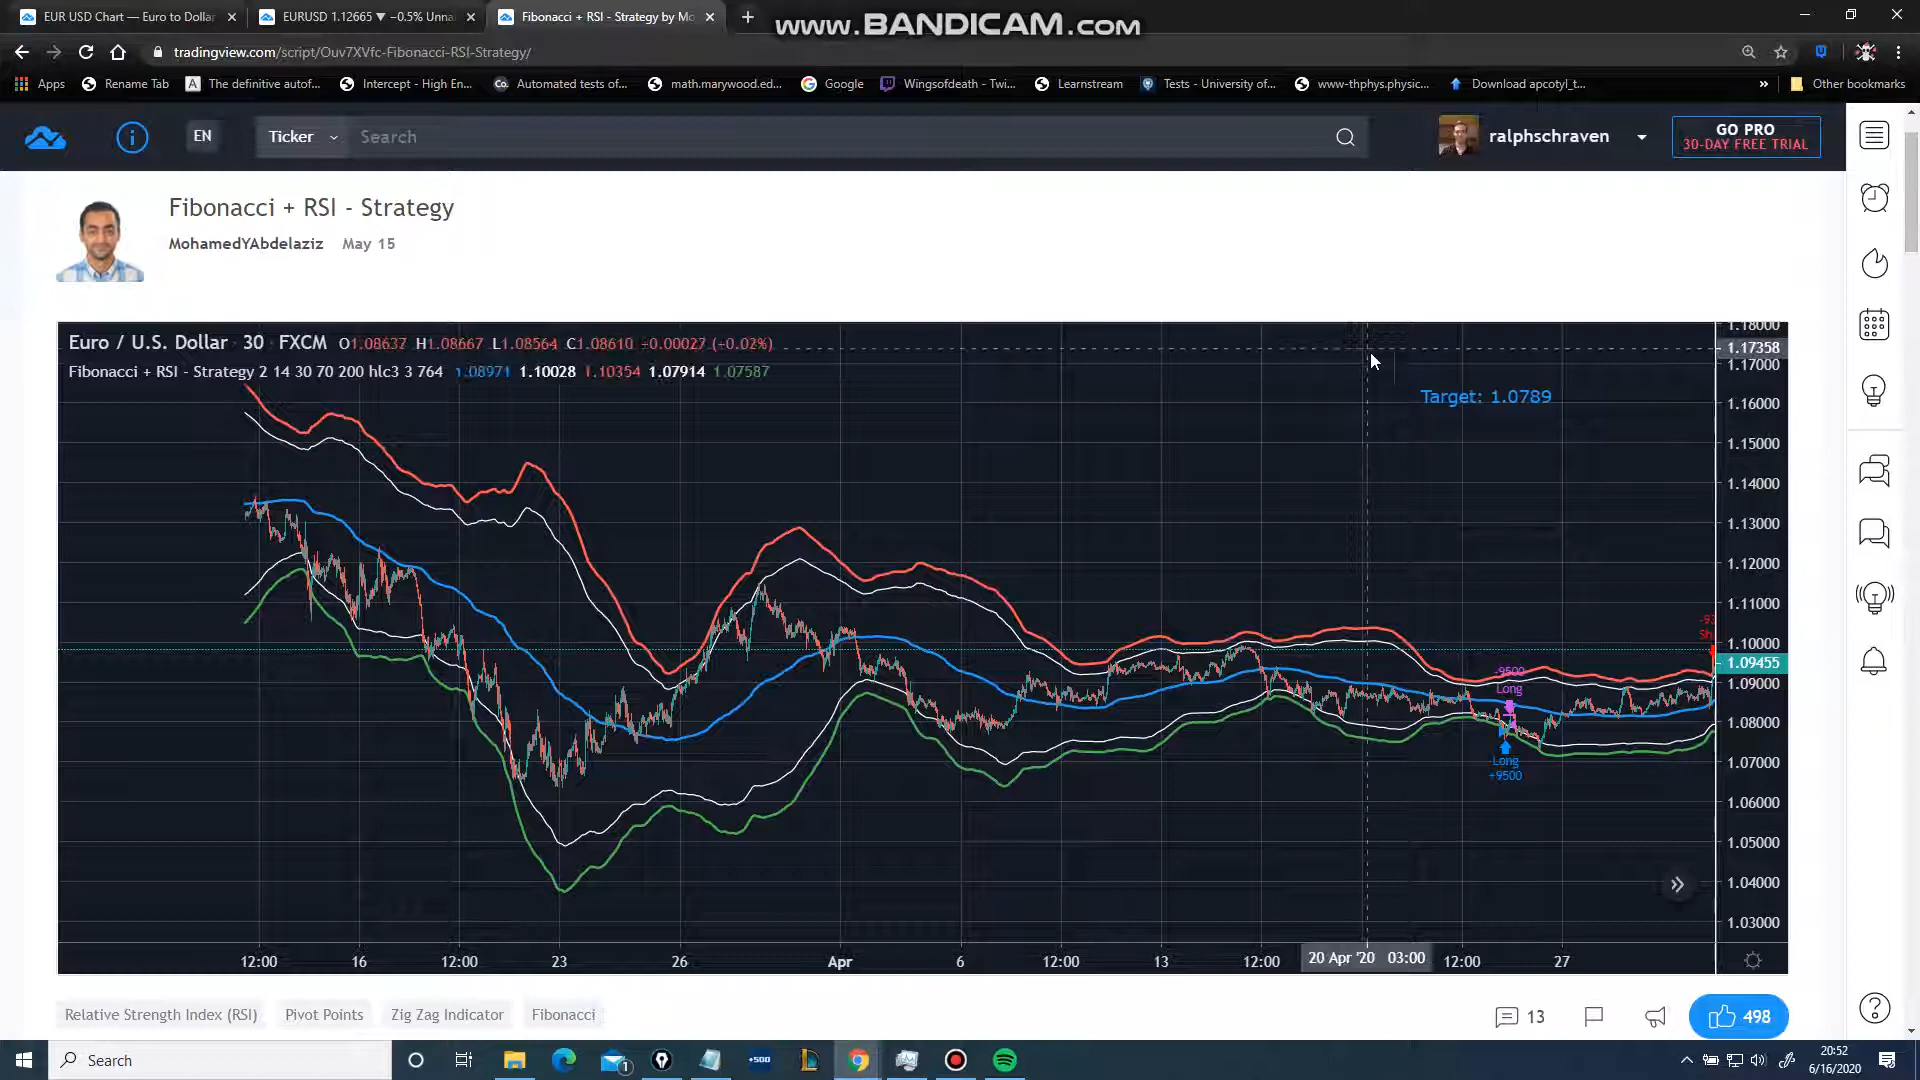 EUR USD Chart — Euro to Dollar
EURUSD 1.12665 ▼ −0.5% Unna
Fibonacci + RSI - Strategy by Mo
www.BANDICAM.com
tradingview.com/script/Ouv7XVfc-Fibonacci-RSI-Strategy/
Apps
Rename Tab
The definitive autof...
Intercept - High En...
Automated tests of...
math.marywood.ed...
Google
Wingsofdeath - Twi...
Learnstream
Tests - University of...
www-thphys.physic...
Download apcotyl_t...
»
Other bookmarks
EN
Ticker
Search
ralphschraven
GO PRO
30-DAY FREE TRIAL
Fibonacci + RSI - Strategy
MohamedYAbdelaziz May 15
Euro / U.S. Dollar 30 FXCM O1.08637 H1.08667 L1.08564 C1.08610 −0.00027 (+0.02%)
Fibonacci + RSI - Strategy 2 14 30 70 200 hlc3 3 764 1.08971 1.10028 1.10354 1.07914 1.07587
Target: 1.0789
1.18000
1.17358
1.17000
1.16000
1.15000
1.14000
1.13000
1.12000
1.11000
1.10000
1.09455
1.09000
1.08000
1.07000
1.06000
1.05000
1.04000
1.03000
-9500
Long
Long
+9500
12:00 16 12:00 23 26 Apr 6 12:00 13 12:00 20 Apr '20 03:00 12:00 27
Relative Strength Index (RSI)
Pivot Points
Zig Zag Indicator
Fibonacci
13
498
Search
+500
1
20:52
6/16/2020